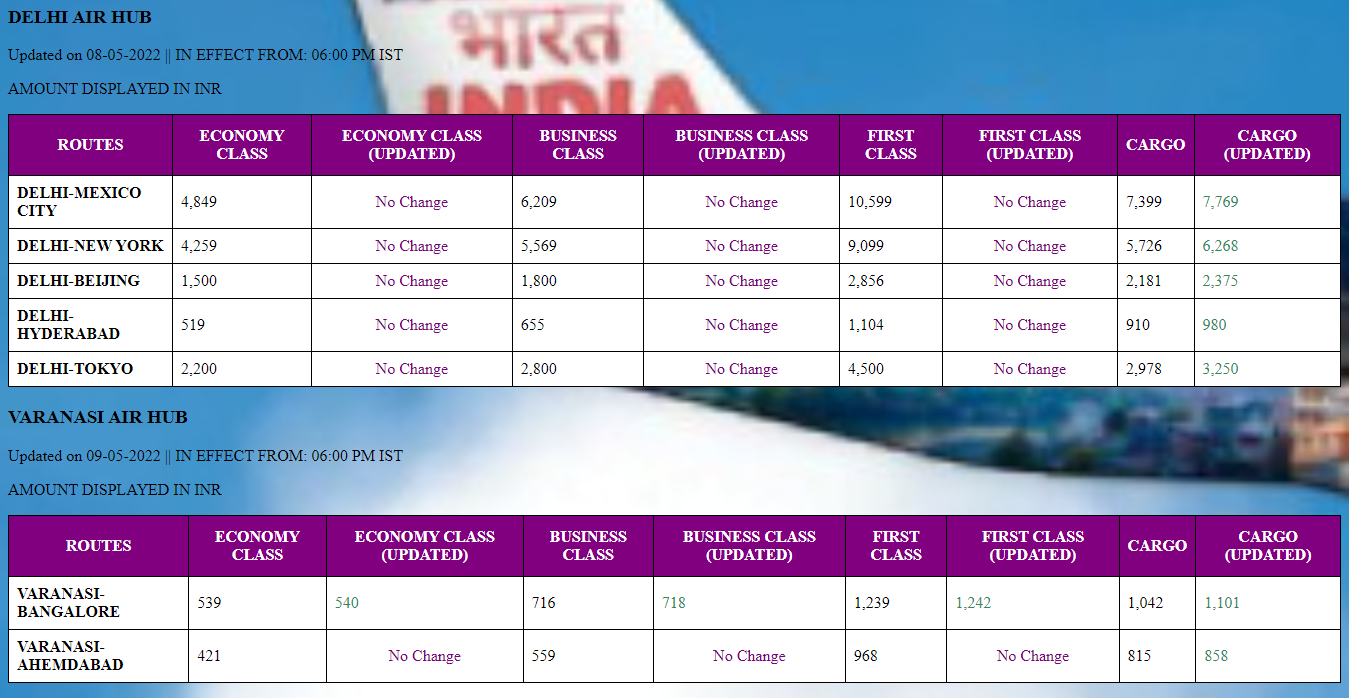 DELHI AIR HUB
भारत
Updated on 08-05-2022 || IN EFFECT FROM: 06:00 PM IST
AMOUNT DISPLAYED IN INR
INDIA
ROUTES ECONOMY CLASS ECONOMY CLASS (UPDATED) BUSINESS CLASS BUSINESS CLASS (UPDATED) FIRST CLASS FIRST CLASS (UPDATED) CARGO CARGO (UPDATED)
DELHI-MEXICO CITY 4,849 No Change 6,209 No Change 10,599 No Change 7,399 7,769
DELHI-NEW YORK 4,259 No Change 5,569 No Change 9,099 No Change 5,726 6,268
DELHI-BEIJING 1,500 No Change 1,800 No Change 2,856 No Change 2,181 2,375
DELHI-HYDERABAD 519 No Change 655 No Change 1,104 No Change 910 980
DELHI-TOKYO 2,200 No Change 2,800 No Change 4,500 No Change 2,978 3,250
VARANASI AIR HUB
Updated on 09-05-2022 || IN EFFECT FROM: 06:00 PM IST
AMOUNT DISPLAYED IN INR
ROUTES ECONOMY CLASS ECONOMY CLASS (UPDATED) BUSINESS CLASS BUSINESS CLASS (UPDATED) FIRST CLASS FIRST CLASS (UPDATED) CARGO CARGO (UPDATED)
VARANASI-BANGALORE 539 540 716 718 1,239 1,242 1,042 1,101
VARANASI-AHEMDABAD 421 No Change 559 No Change 968 No Change 815 858